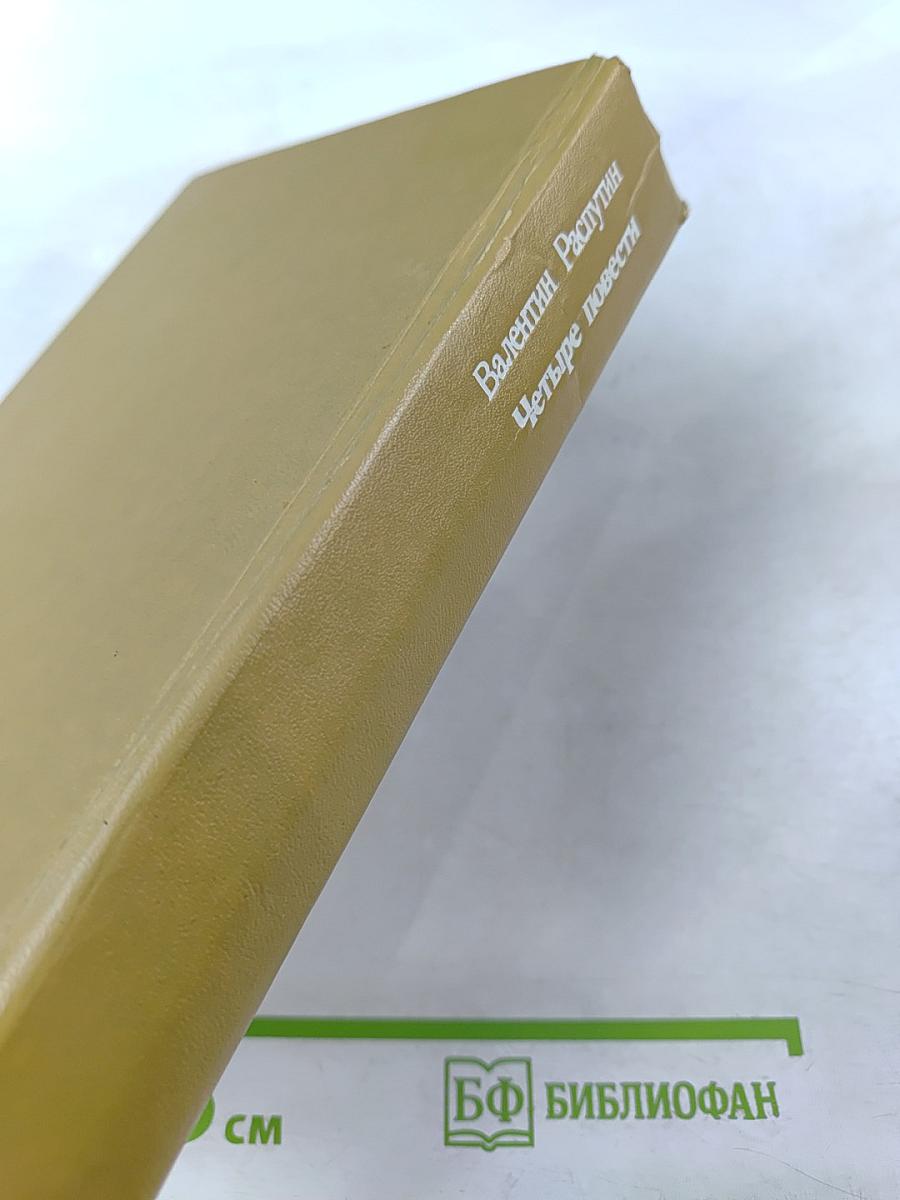 Валентин Распутин
Четыре повести
см
БФ БИБЛИОФАН